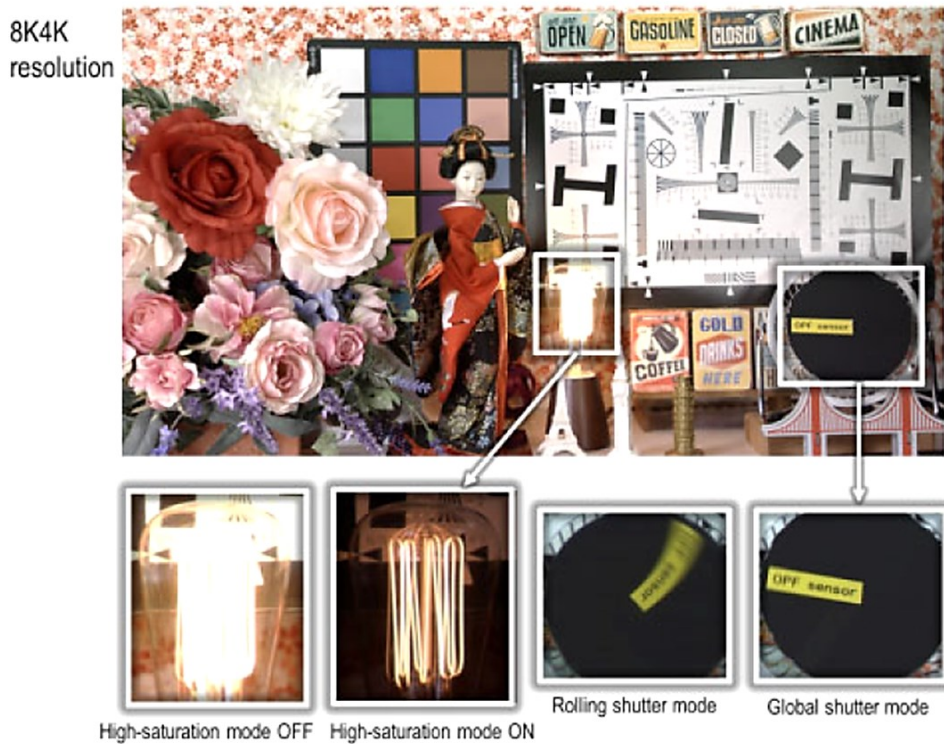 8K4K
resolution
OPEN
GASOLINE
CLOSED
CINEMA
COFFEE
GOLD
DRINKS
HERE
OPF sensor
sensor
OPF sensor
High-saturation mode OFF
High-saturation mode ON
Rolling shutter mode
Global shutter mode